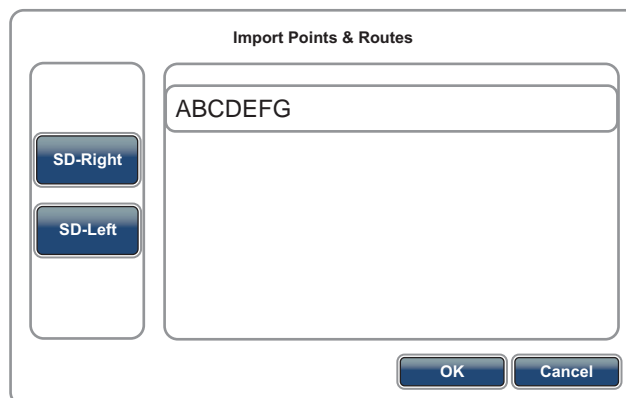 Import Points & Routes
ABCDEFG
SD-Right
SD-Left
OK Cancel